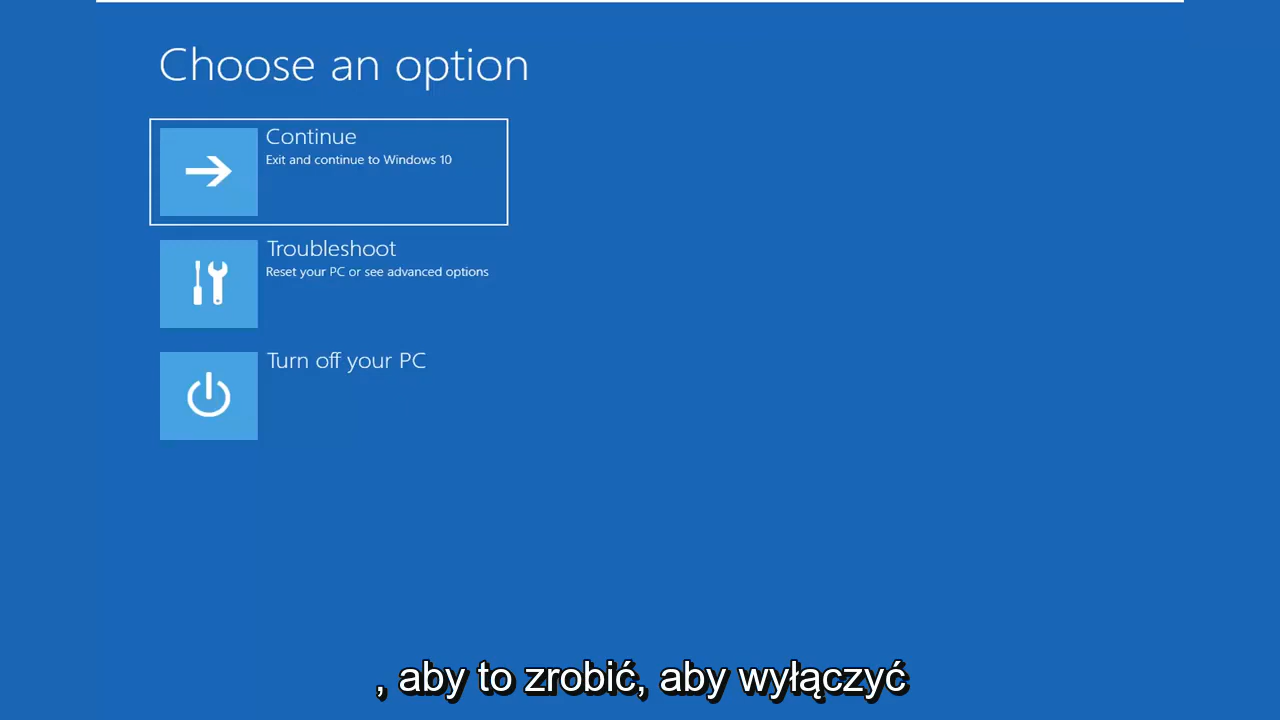 Choose an option
Continue
Exit and continue to Windows 10
Troubleshoot
Reset your PC or see advanced options
Turn off your PC
, aby to zrobić, aby wyłączyć